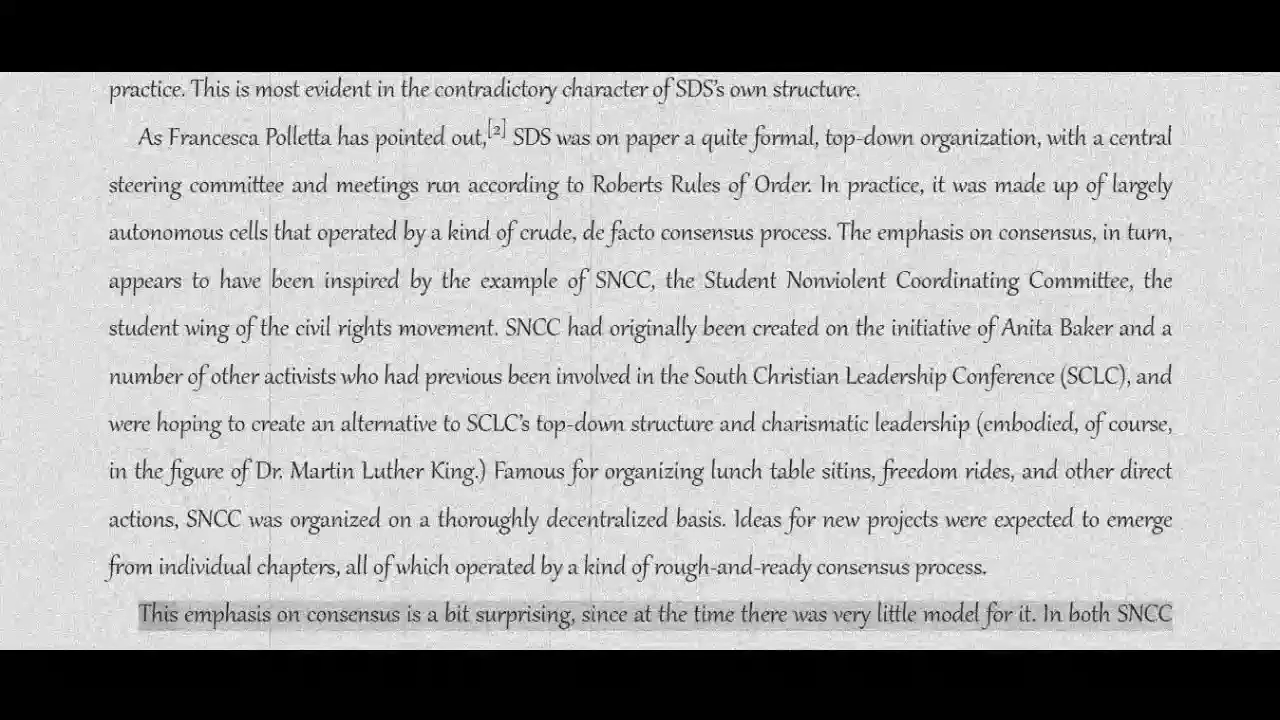 practice. This is most evident in the contradictory character of SDS's own structure.
As Francesca Polletta has pointed out,[2] SDS was on paper a quite formal, top-down organization, with a central
steering committee and meetings run according to Roberts Rules of Order. In practice, it was made up of largely
autonomous cells that operated by a kind of crude, de facto consensus process. The emphasis on consensus, in turn,
appears to have been inspired by the example of SNCC, the Student Nonviolent Coordinating Committee, the
student wing of the civil rights movement. SNCC had originally been created on the initiative of Anita Baker and a
number of other activists who had previous been involved in the South Christian Leadership Conference (SCLC), and
were hoping to create an alternative to SCLC's top-down structure and charismatic leadership (embodied, of course,
in the figure of Dr. Martin Luther King.) Famous for organizing lunch table sitins, freedom rides, and other direct
actions, SNCC was organized on a thoroughly decentralized basis. Ideas for new projects were expected to emerge
from individual chapters, all of which operated by a kind of rough-and-ready consensus process.
This emphasis on consensus is a bit surprising, since at the time there was very little model for it. In both SNCC